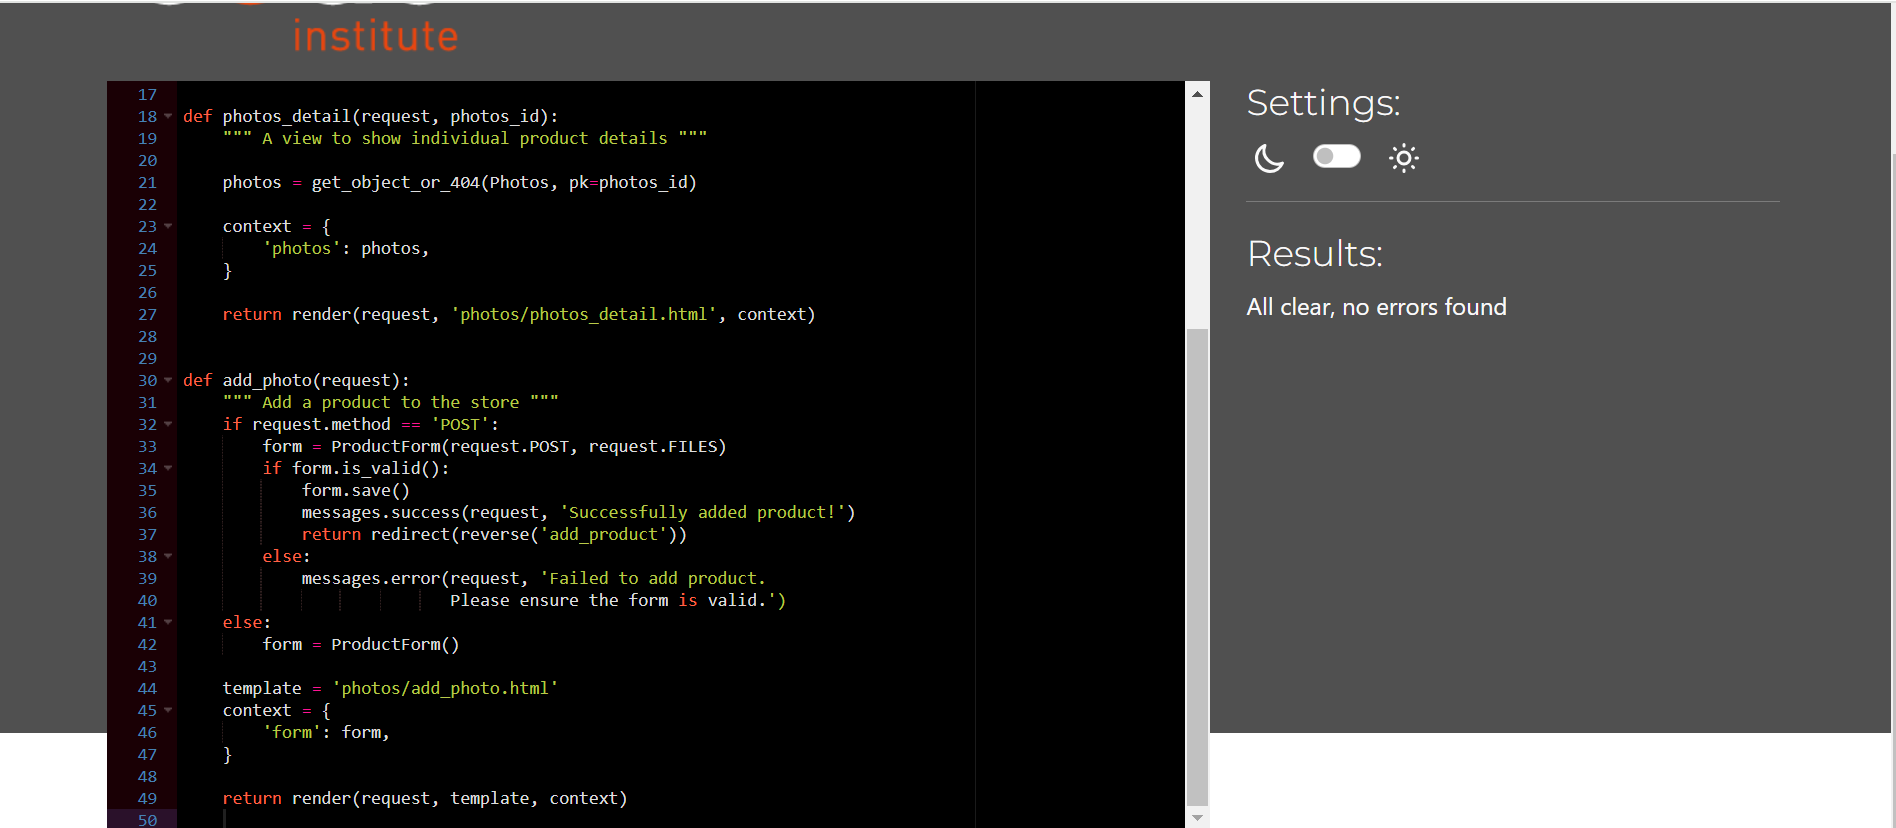 institute
17
18 def photos_detail(request, photos_id):
19     """ A view to show individual product details """
20
21     photos = get_object_or_404(Photos, pk=photos_id)
22
23     context = {
24         'photos': photos,
25     }
26
27     return render(request, 'photos/photos_detail.html', context)
28
29
30 def add_photo(request):
31     """ Add a product to the store """
32     if request.method == 'POST':
33         form = ProductForm(request.POST, request.FILES)
34         if form.is_valid():
35             form.save()
36             messages.success(request, 'Successfully added product!')
37             return redirect(reverse('add_product'))
38         else:
39             messages.error(request, 'Failed to add product.
40                            Please ensure the form is valid.')
41     else:
42         form = ProductForm()
43
44     template = 'photos/add_photo.html'
45     context = {
46         'form': form,
47     }
48
49     return render(request, template, context)
50
Settings:
Results:
All clear, no errors found